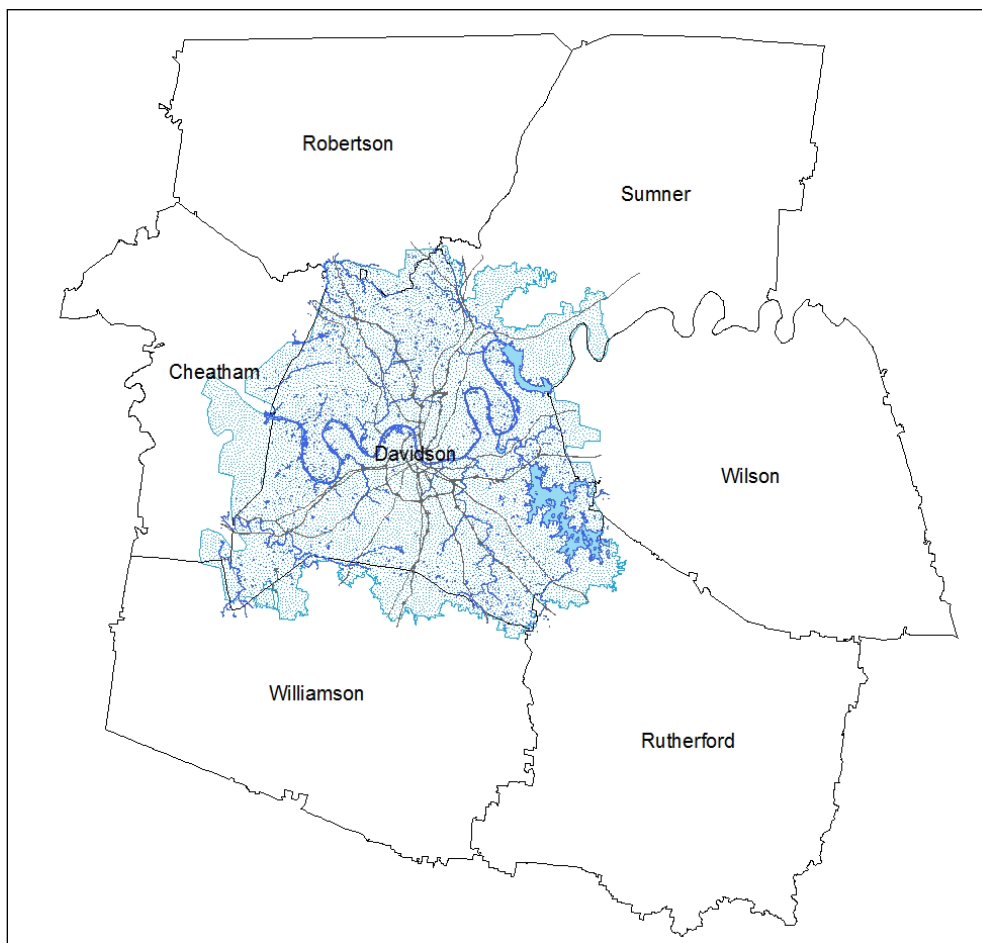 Robertson
Sumner
Cheatham
Davidson
Wilson
Williamson
Rutherford